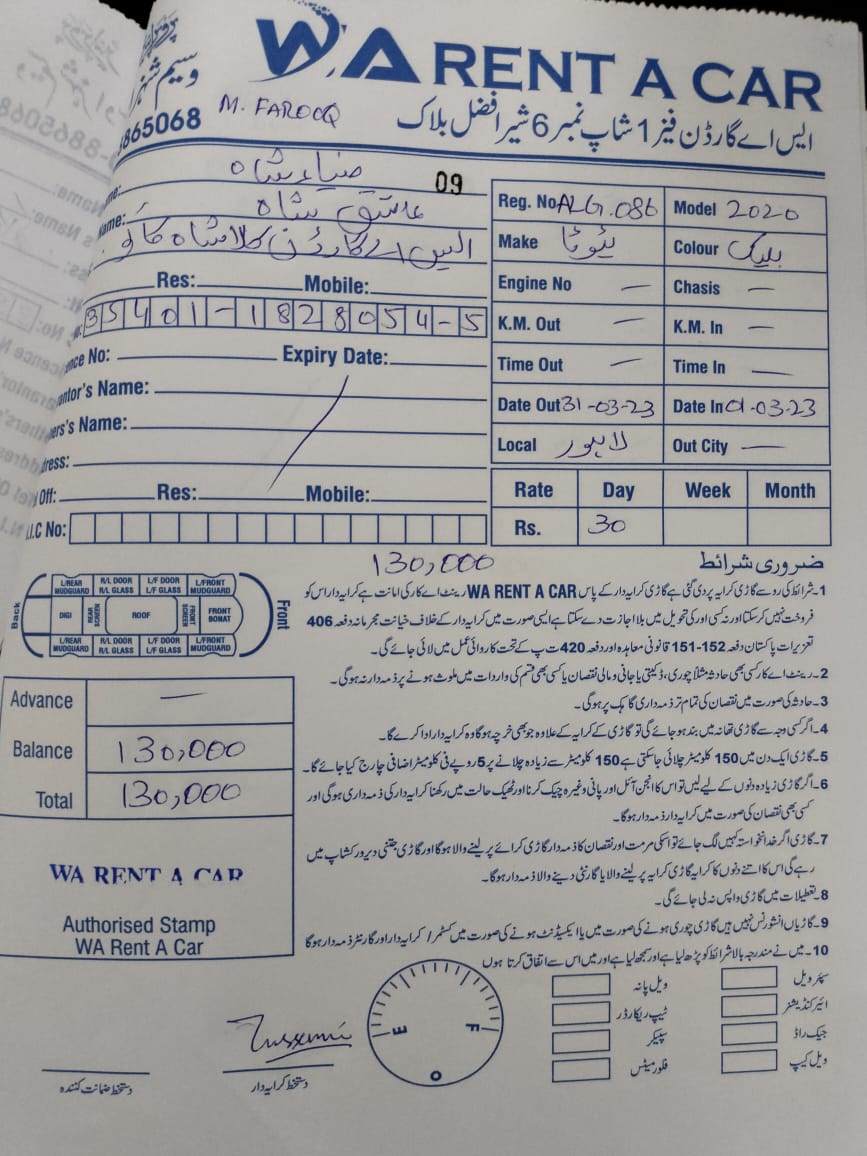 WA RENT A CAR
وسیم شہزاد
8865068
M. FAROOQ
ایس اے گارڈن فیز 1 شاپ نمبر 6 شیر افضل بلاک
09
ضیاء شاہ
Name: عاشق شاہ
الیس اے گارڈن کالا شاہ کاکو
Res: Mobile:
35401-1828054-5
ence No: Expiry Date:
antor's Name:
ers's Name:
dress:
Off: Res: Mobile:
I.C No:
Reg. No ALG.086 Model 2020
Make ٹیوٹا Colour بلیک
Engine No — Chasis —
K.M. Out — K.M. In —
Time Out — Time In —
Date Out 31-03-23 Date In 01-03-23
Local لاہور Out City —
Rate Day Week Month
Rs. 30
130,000
ضروری شرائط
1- شرائط کی رو سے گاڑی کرایہ پر دی گئی ہے گاڑی کرایہ دار کے پاس WA RENT A CAR رینٹ اے کار کی امانت ہے کرایہ دار اس کو
فروخت نہیں کر سکتا اور نہ کسی اور کی تحویل میں بلا اجازت دے سکتا ہے ایسی صورت میں کرایہ دار کے خلاف خیانت مجرمانہ دفعہ 406
تعزیرات پاکستان دفعہ 152-151 قانونی معاہدہ اور دفعہ 420 ت پ کے تحت کاروائی عمل میں لائی جائے گی۔
2- رینٹ اے کار کسی بھی حادثہ مثلاً چوری، ڈکیتی یا جانی و مالی نقصان یا کسی بھی قسم کی واردات میں ملوث ہونے پر ذمہ دار نہ ہوگی۔
3- حادثہ کی صورت میں نقصان کی تمام تر ذمہ داری گاہک پر ہوگی۔
4- اگر کسی وجہ سے گاڑی تھانہ میں بند ہو جائے گی تو گاڑی کے کرایہ کے علاوہ جو بھی خرچہ ہوگا وہ کرایہ دار ادا کرے گا۔
5- گاڑی ایک دن میں 150 کلومیٹر چلائی جا سکتی ہے 150 کلومیٹر سے زیادہ چلانے پر 5 روپے فی کلومیٹر اضافی چارج کیا جائے گا۔
6- اگر گاڑی زیادہ دنوں کے لیے لیں تو اس کا انجن آئل اور پانی وغیرہ چیک کرنا اور ٹھیک حالت میں رکھنا کرایہ دار کی ذمہ داری ہوگی اور
کسی بھی نقصان کی صورت میں کرایہ دار ذمہ دار ہوگا۔
7- گاڑی اگر خدانخواستہ کہیں لگ جائے تو اسکی مرمت اور نقصان کا ذمہ دار گاڑی کرائے پر لینے والا ہوگا اور گاڑی جتنی دیر ورکشاپ میں
رہے گی اس کا اتنے دنوں کا کرایہ گاڑی کرایہ پر لینے والا یا گارنٹی دینے والا ذمہ دار ہوگا۔
8- تعطیلات میں گاڑی واپس نہ لی جائے گی۔
9- گاڑیاں انشورنس نہیں ہیں گاڑی چوری ہونے کی صورت میں یا ایکسیڈنٹ ہونے کی صورت میں کسٹمر / کرایہ دار اور گارنٹر ذمہ دار ہوگا
10- میں نے مندرجہ بالا شرائط کو پڑھ لیا ہے اور سمجھ لیا ہے اور میں اس سے اتفاق کرتا ہوں
L/REAR MUDGUARD R/L DOOR R/L GLASS L/F DOOR L/F GLASS L/FRONT MUDGUARD
Back DIGI ROOF FRONT SCREEN FRONT BONAT Front
L/REAR MUDGUARD R/L DOOR R/L GLASS L/F DOOR L/F GLASS L/FRONT MUDGUARD
Advance —
Balance 130,000
Total 130,000
WA RENT A CAR
Authorised Stamp
WA Rent A Car
E F O
سپئر ویل ویل پانہ
ائیر کنڈیشنر ٹیپ ریکارڈر
جیک راڈ سپیکر
ویل کیپ فلور میٹس
دستخط کرایہ دار
دستخط ضمانت کنندہ